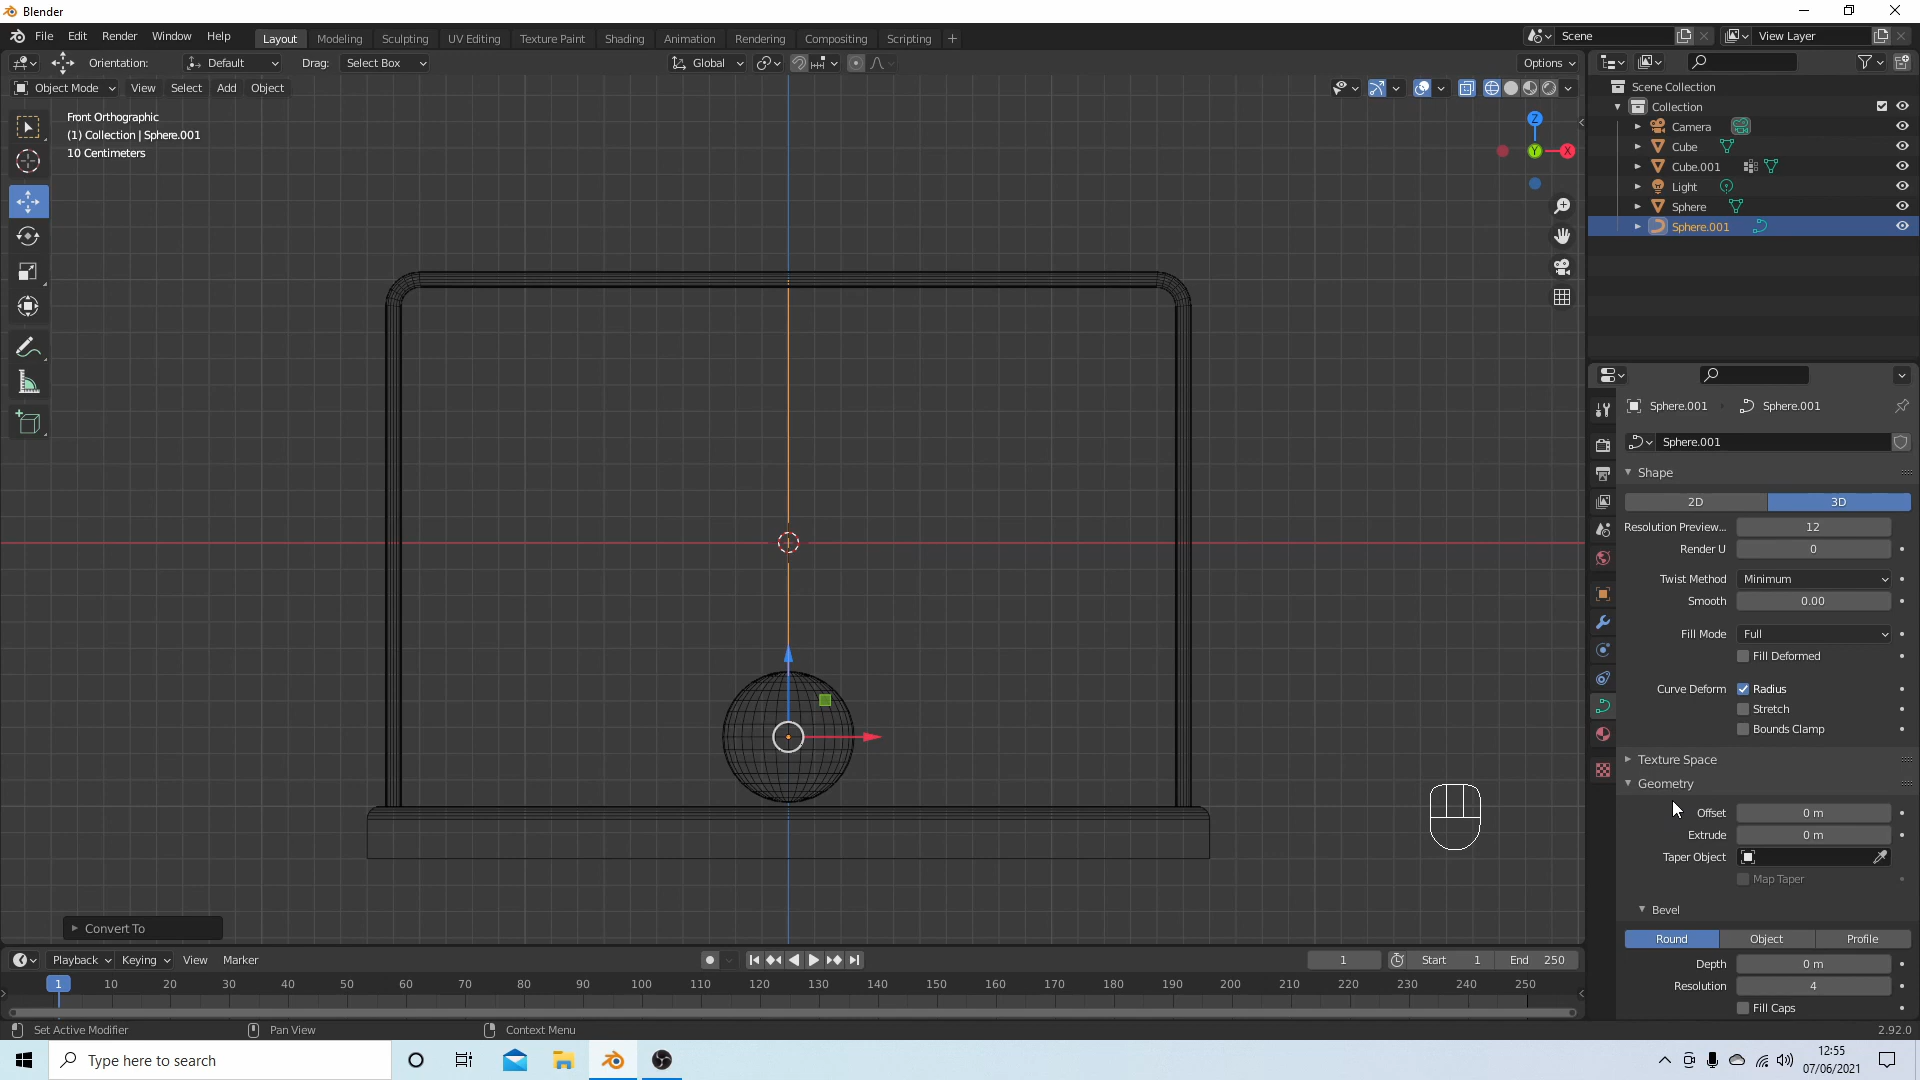 Blender
File Edit Render Window Help
Layout Modeling Sculpting UV Editing Texture Paint Shading Animation Rendering Compositing Scripting +
Scene View Layer
Orientation: Default Drag: Select Box Global Options
Object Mode View Select Add Object
Front Orthographic
(1) Collection | Sphere.001
10 Centimeters
Z
Y X
Scene Collection
Collection
Camera
Cube
Cube.001
Light
Sphere
Sphere.001
Sphere.001 Sphere.001
Sphere.001
Shape
2D 3D
Resolution Preview... 12
Render U 0
Twist Method Minimum
Smooth 0.00
Fill Mode Full
Fill Deformed
Curve Deform Radius
Stretch
Bounds Clamp
Texture Space
Geometry
Offset 0 m
Extrude 0 m
Taper Object
Map Taper
Bevel
Round Object Profile
Depth 0 m
Resolution 4
Fill Caps
Convert To
Playback Keying View Marker 1 Start 1 End 250
1 10 20 30 40 50 60 70 80 90 100 110 120 130 140 150 160 170 180 190 200 210 220 230 240 250
Set Active Modifier Pan View Context Menu 2.92.0
Type here to search
12:55
07/06/2021